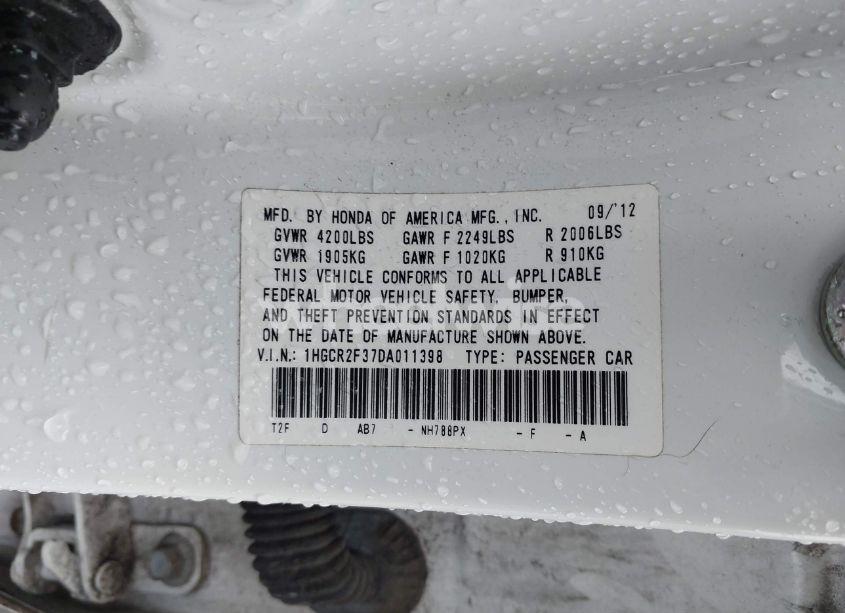 MFD. BY HONDA OF AMERICA MFG., INC. 09/'12
GVWR 4200LBS GAWR F 2249LBS R 2006LBS
GVWR 1905KG GAWR F 1020KG R 910KG
THIS VEHICLE CONFORMS TO ALL APPLICABLE
FEDERAL MOTOR VEHICLE SAFETY, BUMPER,
AND THEFT PREVENTION STANDARDS IN EFFECT
ON THE DATE OF MANUFACTURE SHOWN ABOVE.
V.I.N.: 1HGCR2F37DA011398 TYPE: PASSENGER CAR
T2F D AB7 - NH788PX - F - A